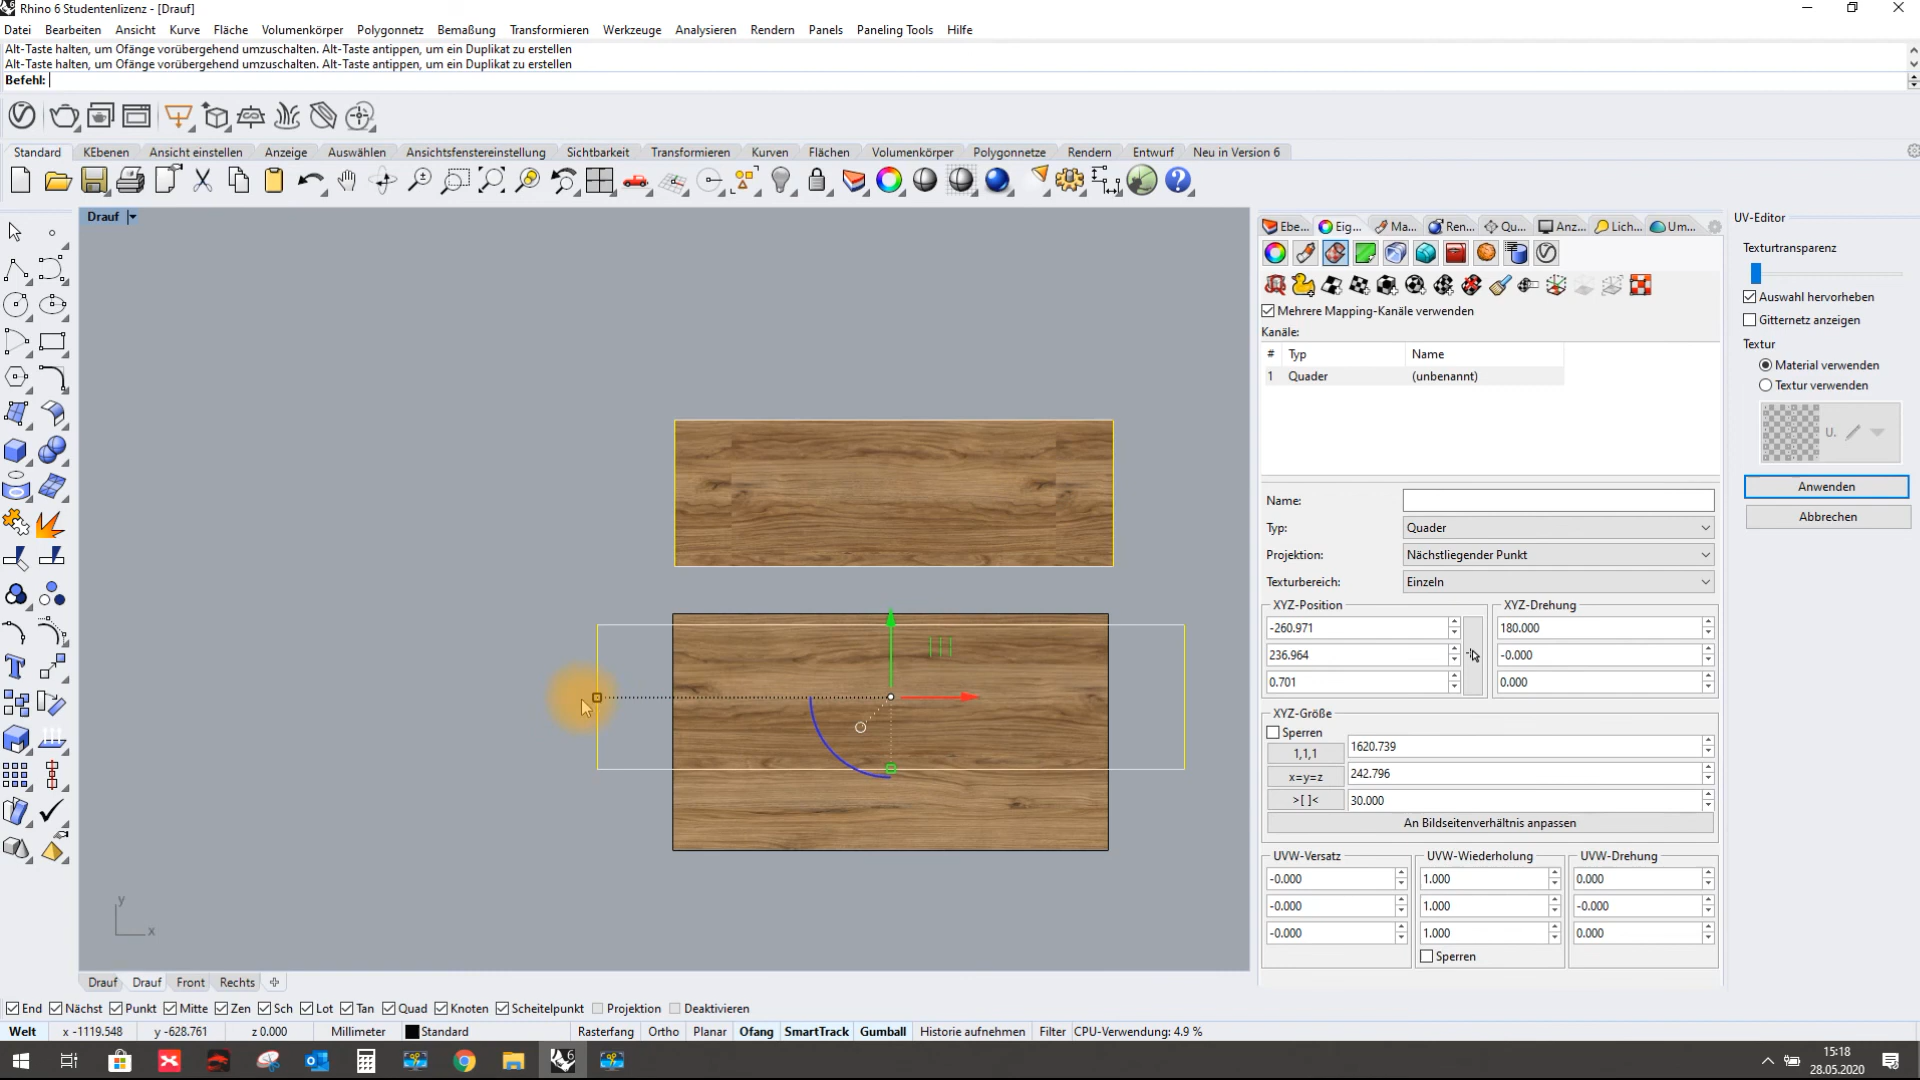 Rhino 6 Studentenlizenz - [Drauf]
Datei Bearbeiten Ansicht Kurve Fläche Volumenkörper Polygonnetz Bemaßung Transformieren Werkzeuge Analysieren Rendern Panels Paneling Tools Hilfe
Alt-Taste halten, um Ofänge vorübergehend umzuschalten. Alt-Taste antippen, um ein Duplikat zu erstellen
Alt-Taste halten, um Ofänge vorübergehend umzuschalten. Alt-Taste antippen, um ein Duplikat zu erstellen
Befehl:
Standard KEbenen Ansicht einstellen Anzeige Auswählen Ansichtsfenstereinstellung Sichtbarkeit Transformieren Kurven Flächen Volumenkörper Polygonnetze Rendern Entwurf Neu in Version 6
Drauf
Ebe... Eig... Ma... Ren... Qu... Anz... Lich... Um...
Mehrere Mapping-Kanäle verwenden
Kanäle:
# Typ Name
1 Quader (unbenannt)
Name:
Typ: Quader
Projektion: Nächstliegender Punkt
Texturbereich: Einzeln
XYZ-Position XYZ-Drehung
-260.971 180.000
236.964 -0.000
0.701 0.000
XYZ-Größe
Sperren
1,1,1 1620.739
x=y=z 242.796
>[ ]< 30.000
An Bildseitenverhältnis anpassen
UVW-Versatz UVW-Wiederholung UVW-Drehung
-0.000 1.000 0.000
-0.000 1.000 -0.000
-0.000 1.000 0.000
Sperren
UV-Editor
Texturtransparenz
Auswahl hervorheben
Gitternetz anzeigen
Textur
Material verwenden
Textur verwenden
U.
Anwenden
Abbrechen
y
x
Drauf Drauf Front Rechts
End Nächst Punkt Mitte Zen Sch Lot Tan Quad Knoten Scheitelpunkt Projektion Deaktivieren
Welt x -1119.548 y -628.761 z 0.000 Millimeter Standard Rasterfang Ortho Planar Ofang SmartTrack Gumball Historie aufnehmen Filter CPU-Verwendung: 4.9 %
15:18
28.05.2020